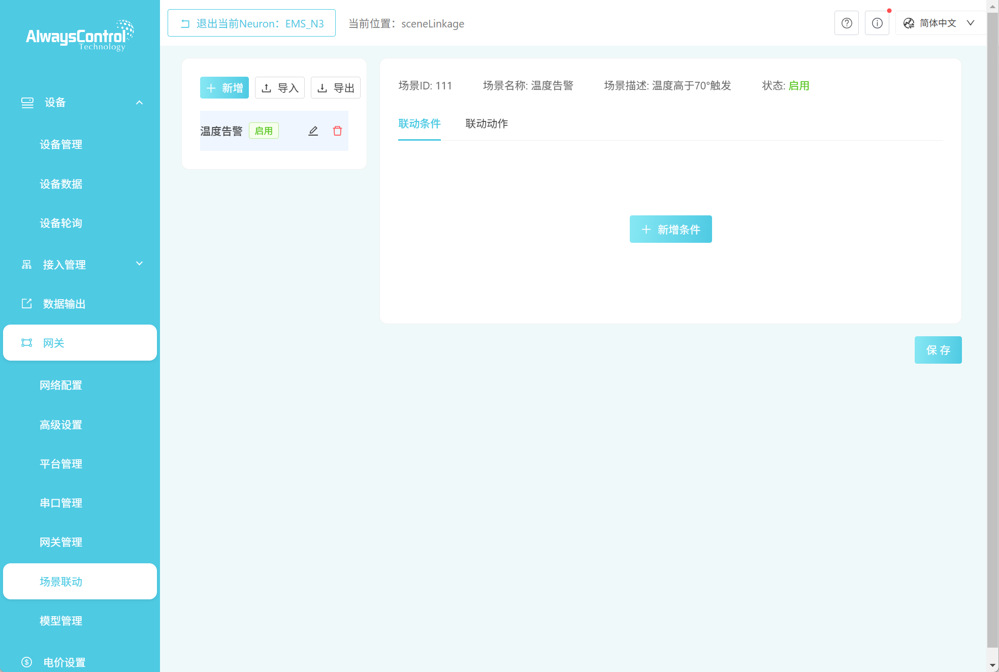 AlwaysControl
Technology
退出当前Neuron：EMS_N3
当前位置：sceneLinkage
简体中文
设备
设备管理
设备数据
设备轮询
接入管理
数据输出
网关
网络配置
高级设置
平台管理
串口管理
网关管理
场景联动
模型管理
电价设置
新增
导入
导出
温度告警 启用
场景ID: 111 场景名称: 温度告警 场景描述: 温度高于70°触发 状态: 启用
联动条件 联动动作
新增条件
保存